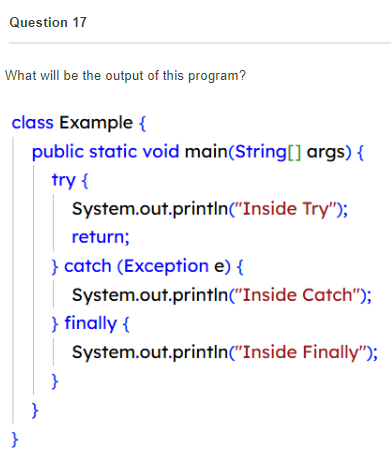 Question 17
What will be the output of this program?
class Example {
public static void main(String[] args) {
try {
System.out.println("Inside Try");
return;
} catch (Exception e) {
System.out.println("Inside Catch");
} finally {
System.out.println("Inside Finally");
}
}
}